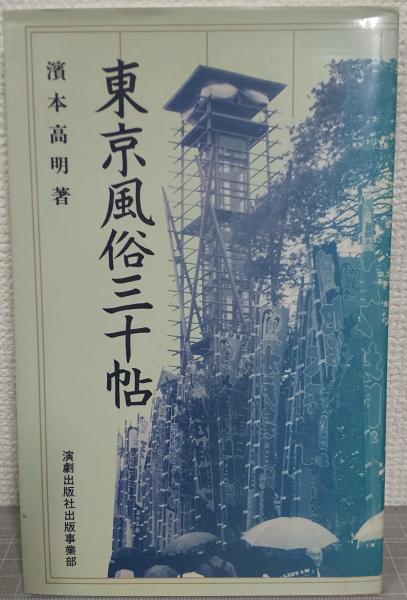 東京風俗三十帖
濱本高明著
演劇出版社出版事業部